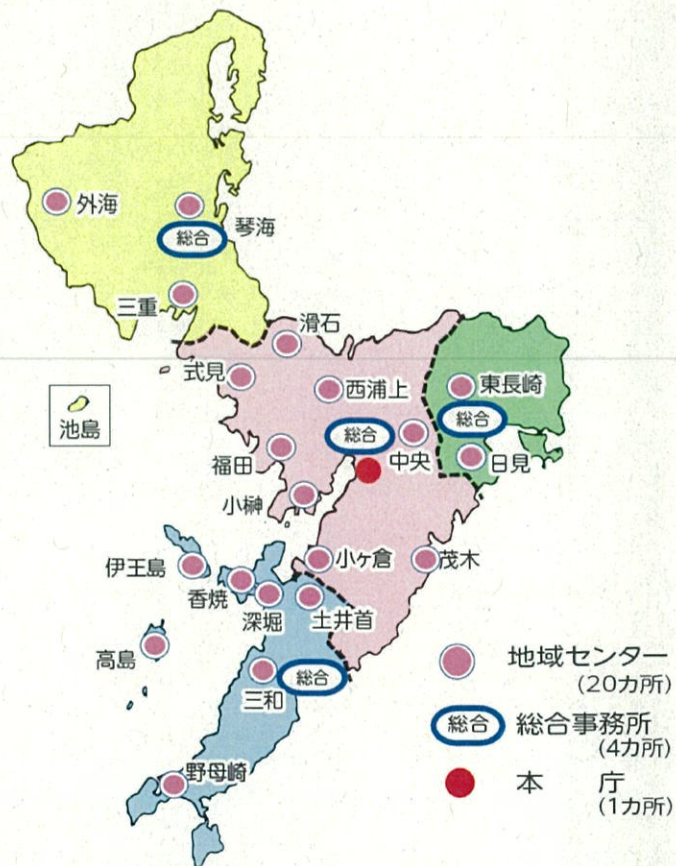 外海
琴海
総合
三重
滑石
式見
西浦上
東長崎
池島
総合
総合
福田
中央
日見
小榊
伊王島
小ヶ倉
茂木
香焼
深堀
土井首
高島
三和
総合
野母崎
地域センター
(20カ所)
総合 総合事務所
(4カ所)
本 庁
(1カ所)